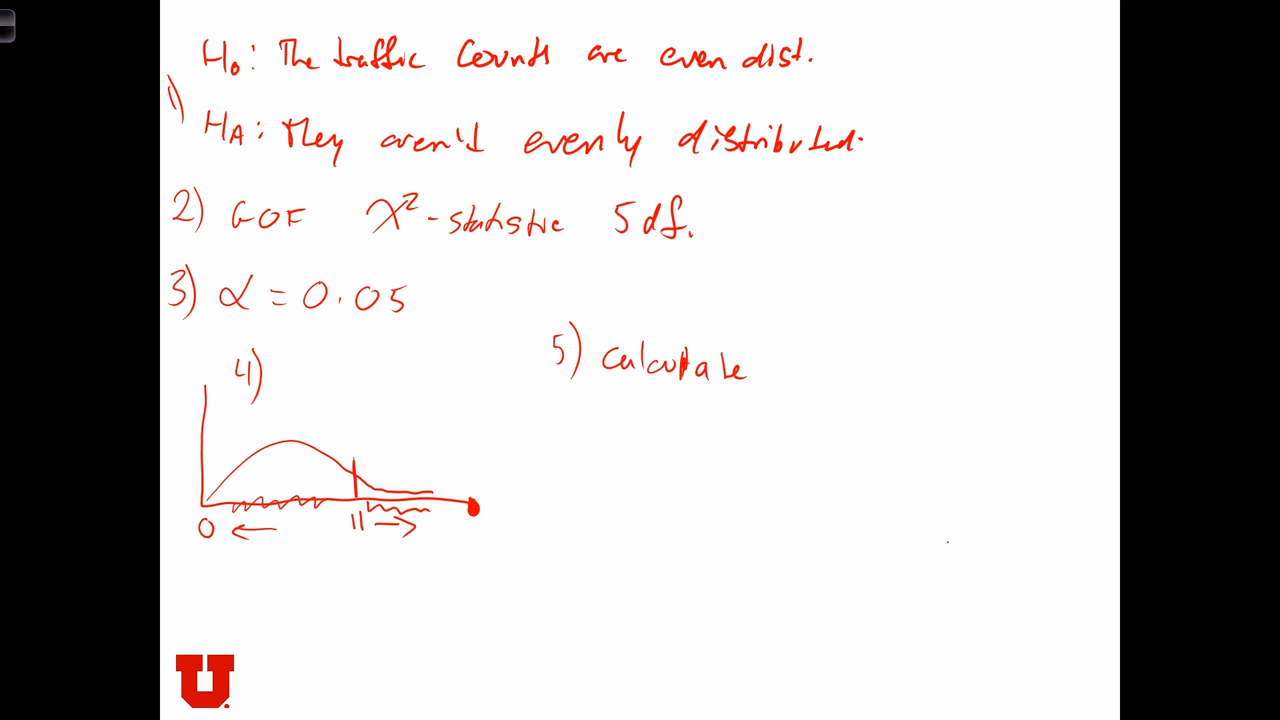 H₀: The traffic counts are even dist.
1)
H_A: They aren't evenly distributed.
2) GOF χ²-statistic 5 df.
3) α = 0.05
4)
5) calculate
0 ← 11 →
U